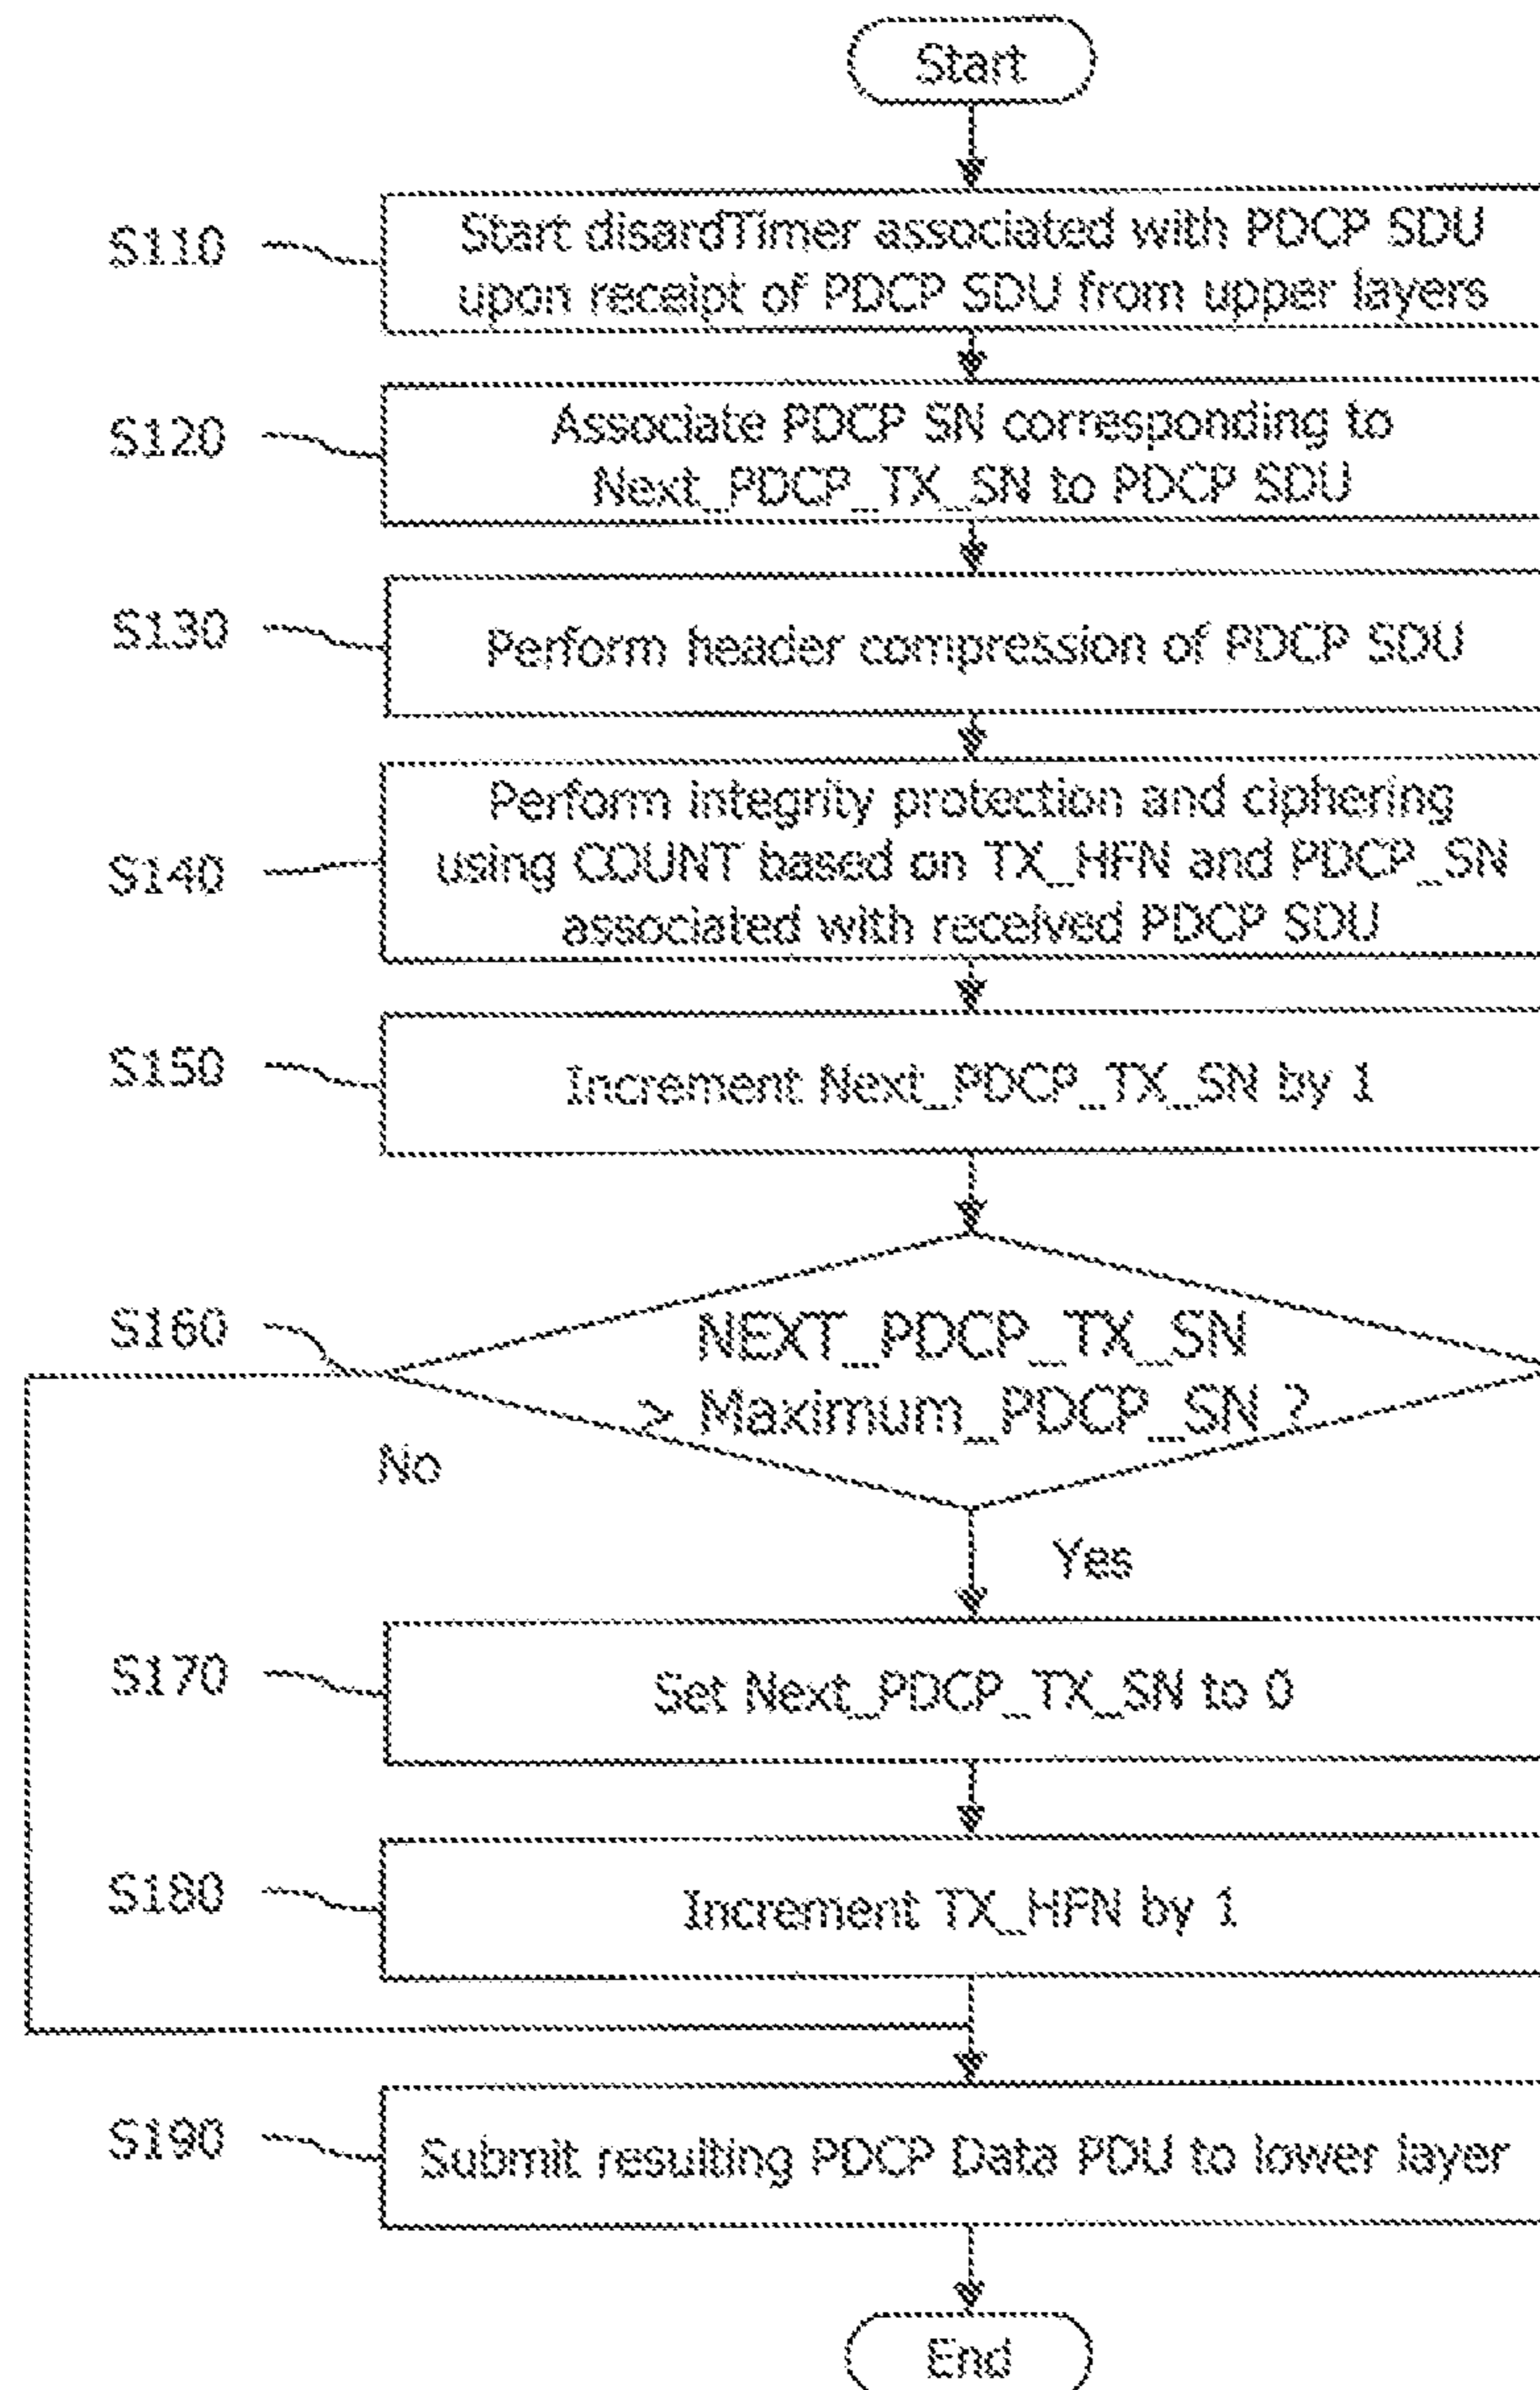 Start
S110
Start disardTimer associated with PDCP SDU
upon receipt of PDCP SDU from upper layers
S120
Associate PDCP SN corresponding to
Next_PDCP_TX_SN to PDCP SDU
S130
Perform header compression of PDCP SDU
S140
Perform integrity protection and ciphering
using COUNT based on TX_HFN and PDCP_SN
associated with received PDCP SDU
S150
Increment Next_PDCP_TX_SN by 1
S160
NEXT_PDCP_TX_SN
> Maximum_PDCP_SN ?
No
Yes
S170
Set Next_PDCP_TX_SN to 0
S180
Increment TX_HFN by 1
S190
Submit resulting PDCP Data PDU to lower layer
End